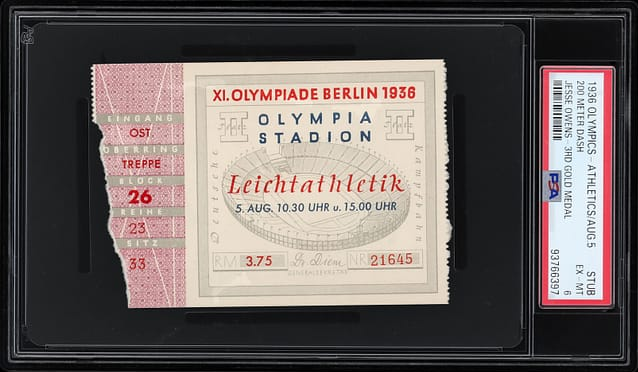 EINGANG
OST
OBERRING
TREPPE
BLOCK
26
REIHE
23
SITZ
33
XI. OLYMPIADE BERLIN 1936
OLYMPIA
STADION
Deutsche Kampfbahn
Leichtathletik
5. AUG. 10.30 UHR u. 15.00 UHR
RM 3.75
Dr. Diem
GENERALSEKRETÄR
NR 21645
1936 OLYMPICS - ATHLETICS/AUG.5
200 METER DASH
JESSE OWENS - 3RD GOLD MEDAL
PSA
STUB
EX - MT
6
93766397